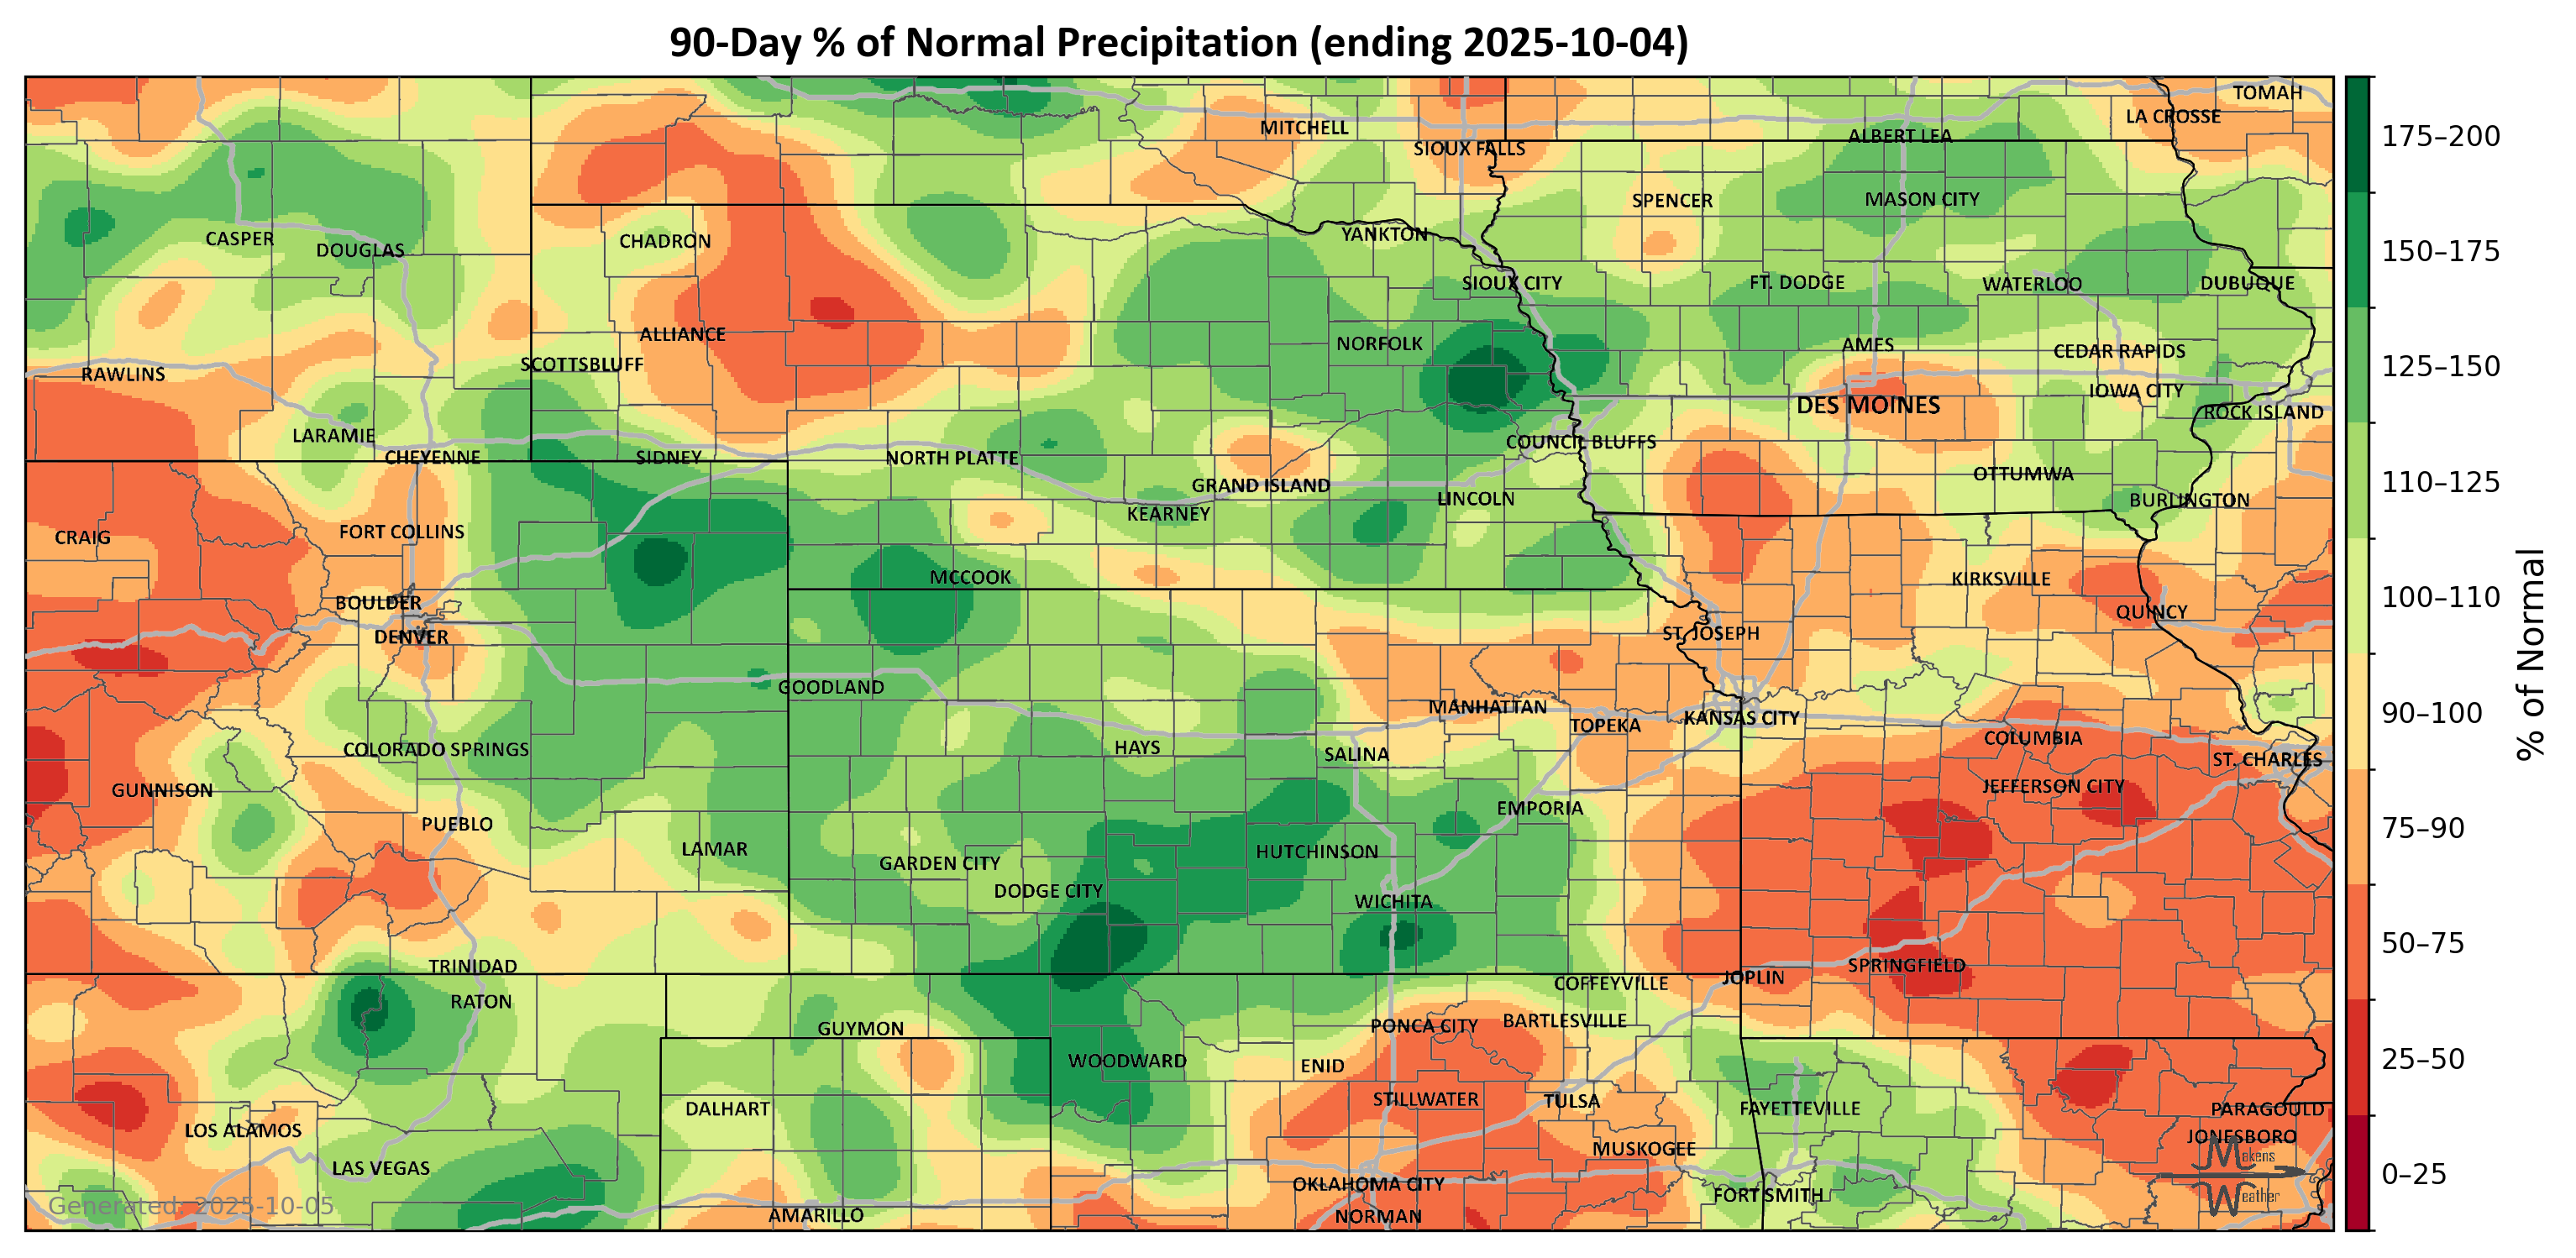 90-Day % of Normal Precipitation (ending 2025-10-04)
TOMAH
LA CROSSE
MITCHELL
ALBERT LEA
SIOUX FALLS
SPENCER
MASON CITY
CASPER
DOUGLAS
CHADRON
YANKTON
SIOUX CITY
FT. DODGE
WATERLOO
DUBUQUE
ALLIANCE
NORFOLK
AMES
CEDAR RAPIDS
SCOTTSBLUFF
RAWLINS
IOWA CITY
DES MOINES
ROCK ISLAND
LARAMIE
COUNCIL BLUFFS
CHEYENNE
SIDNEY
NORTH PLATTE
OTTUMWA
GRAND ISLAND
LINCOLN
BURLINGTON
KEARNEY
CRAIG
FORT COLLINS
MCCOOK
KIRKSVILLE
BOULDER
QUINCY
DENVER
ST. JOSEPH
GOODLAND
MANHATTAN
TOPEKA
KANSAS CITY
COLORADO SPRINGS
HAYS
SALINA
COLUMBIA
ST. CHARLES
GUNNISON
JEFFERSON CITY
EMPORIA
PUEBLO
LAMAR
GARDEN CITY
HUTCHINSON
DODGE CITY
WICHITA
TRINIDAD
SPRINGFIELD
JOPLIN
COFFEYVILLE
RATON
GUYMON
PONCA CITY
BARTLESVILLE
WOODWARD
ENID
DALHART
STILLWATER
TULSA
FAYETTEVILLE
PARAGOULD
LOS ALAMOS
JONESBORO
MUSKOGEE
LAS VEGAS
OKLAHOMA CITY
FORT SMITH
AMARILLO
NORMAN
Generated: 2025-10-05
Makens
Weather
175–200
150–175
125–150
110–125
100–110
90–100
75–90
50–75
25–50
0–25
% of Normal